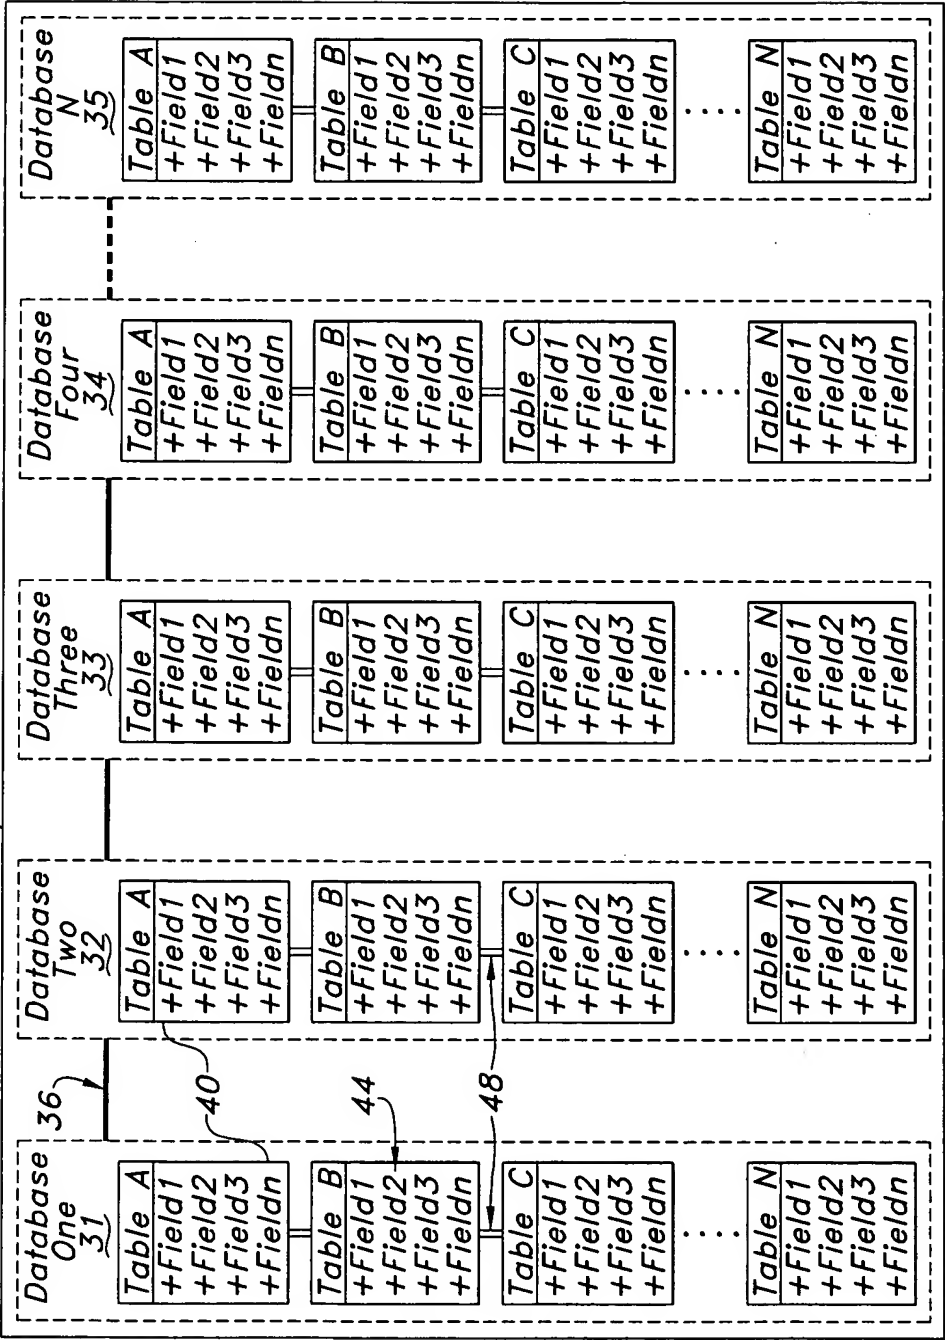 Database
One
31
Table A
+Field1
+Field2
+Field3
+Fieldn
Table B
+Field1
+Field2
+Field3
+Fieldn
Table C
+Field1
+Field2
+Field3
+Fieldn
Table N
+Field1
+Field2
+Field3
+Fieldn
36
40
44
48
Database
Two
32
Table A
+Field1
+Field2
+Field3
+Fieldn
Table B
+Field1
+Field2
+Field3
+Fieldn
Table C
+Field1
+Field2
+Field3
+Fieldn
Table N
+Field1
+Field2
+Field3
+Fieldn
Database
Three
33
Table A
+Field1
+Field2
+Field3
+Fieldn
Table B
+Field1
+Field2
+Field3
+Fieldn
Table C
+Field1
+Field2
+Field3
+Fieldn
Table N
+Field1
+Field2
+Field3
+Fieldn
Database
Four
34
Table A
+Field1
+Field2
+Field3
+Fieldn
Table B
+Field1
+Field2
+Field3
+Fieldn
Table C
+Field1
+Field2
+Field3
+Fieldn
Table N
+Field1
+Field2
+Field3
+Fieldn
Database
N
35
Table A
+Field1
+Field2
+Field3
+Fieldn
Table B
+Field1
+Field2
+Field3
+Fieldn
Table C
+Field1
+Field2
+Field3
+Fieldn
Table N
+Field1
+Field2
+Field3
+Fieldn